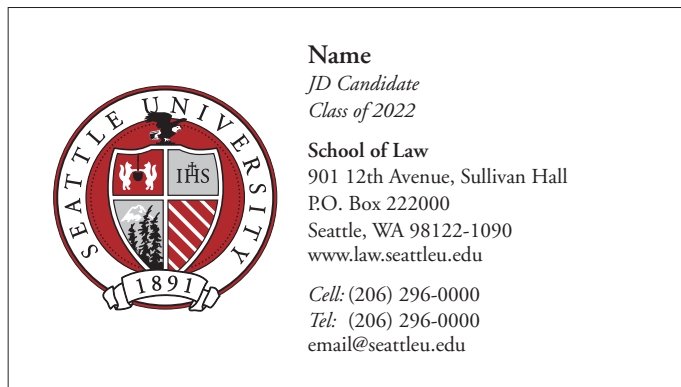 SEATTLE UNIVERSITY
IHS
1891
Name
JD Candidate
Class of 2022
School of Law
901 12th Avenue, Sullivan Hall
P.O. Box 222000
Seattle, WA 98122-1090
www.law.seattleu.edu
Cell: (206) 296-0000
Tel: (206) 296-0000
email@seattleu.edu